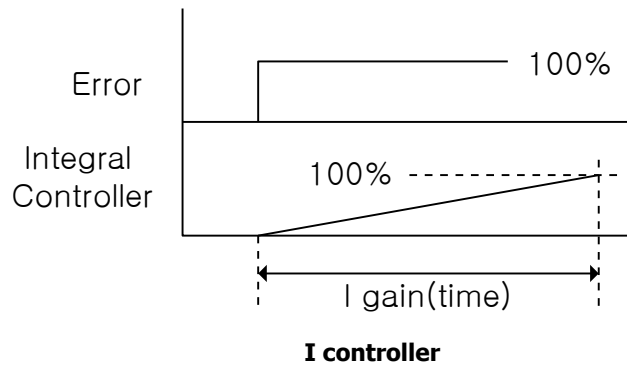 Error
100%
Integral
Controller
100%
I gain(time)
I controller